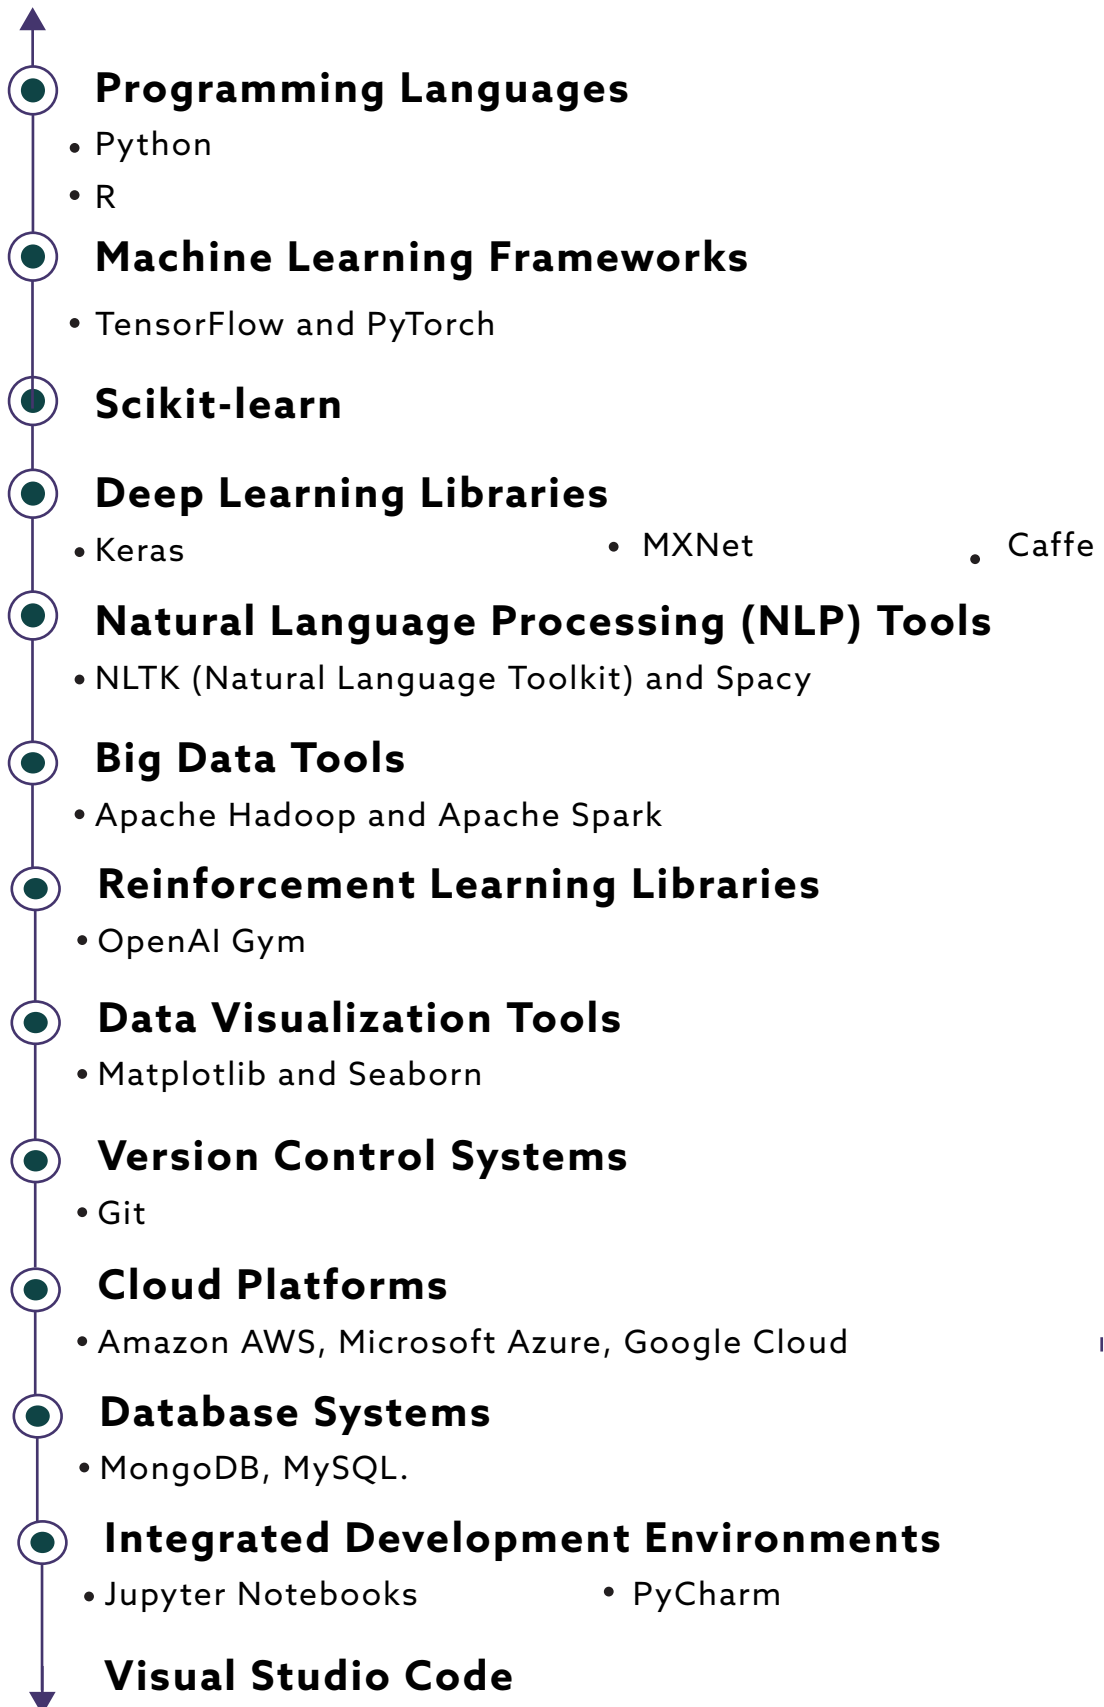 Programming Languages
• Python
• R
Machine Learning Frameworks
• TensorFlow and PyTorch
Scikit-learn
Deep Learning Libraries
• Keras • MXNet • Caffe
Natural Language Processing (NLP) Tools
• NLTK (Natural Language Toolkit) and Spacy
Big Data Tools
• Apache Hadoop and Apache Spark
Reinforcement Learning Libraries
• OpenAI Gym
Data Visualization Tools
• Matplotlib and Seaborn
Version Control Systems
• Git
Cloud Platforms
• Amazon AWS, Microsoft Azure, Google Cloud
Database Systems
• MongoDB, MySQL.
Integrated Development Environments
• Jupyter Notebooks • PyCharm
Visual Studio Code